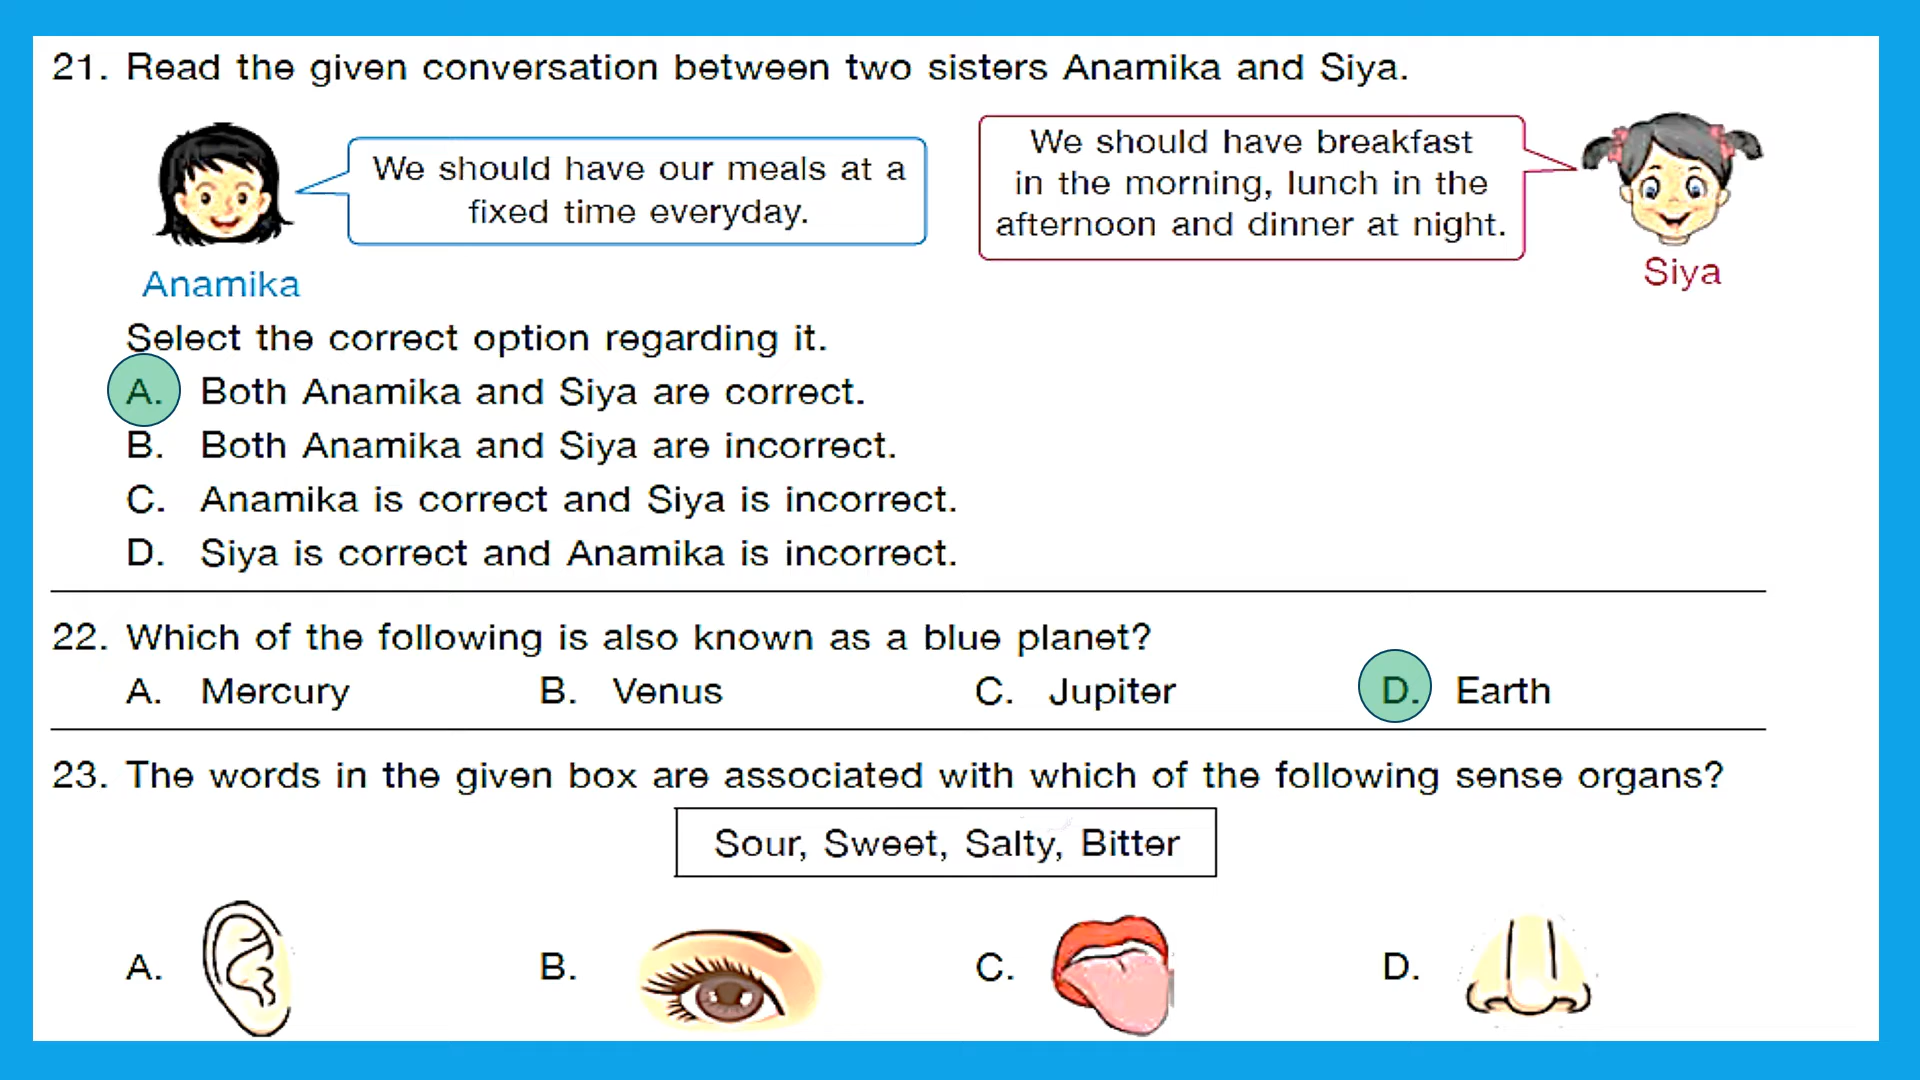 21. Read the given conversation between two sisters Anamika and Siya.
We should have our meals at a
fixed time everyday.
Anamika
We should have breakfast
in the morning, lunch in the
afternoon and dinner at night.
Siya
Select the correct option regarding it.
A. Both Anamika and Siya are correct.
B. Both Anamika and Siya are incorrect.
C. Anamika is correct and Siya is incorrect.
D. Siya is correct and Anamika is incorrect.
22. Which of the following is also known as a blue planet?
A. Mercury B. Venus C. Jupiter D. Earth
23. The words in the given box are associated with which of the following sense organs?
Sour, Sweet, Salty, Bitter
A. B. C. D.